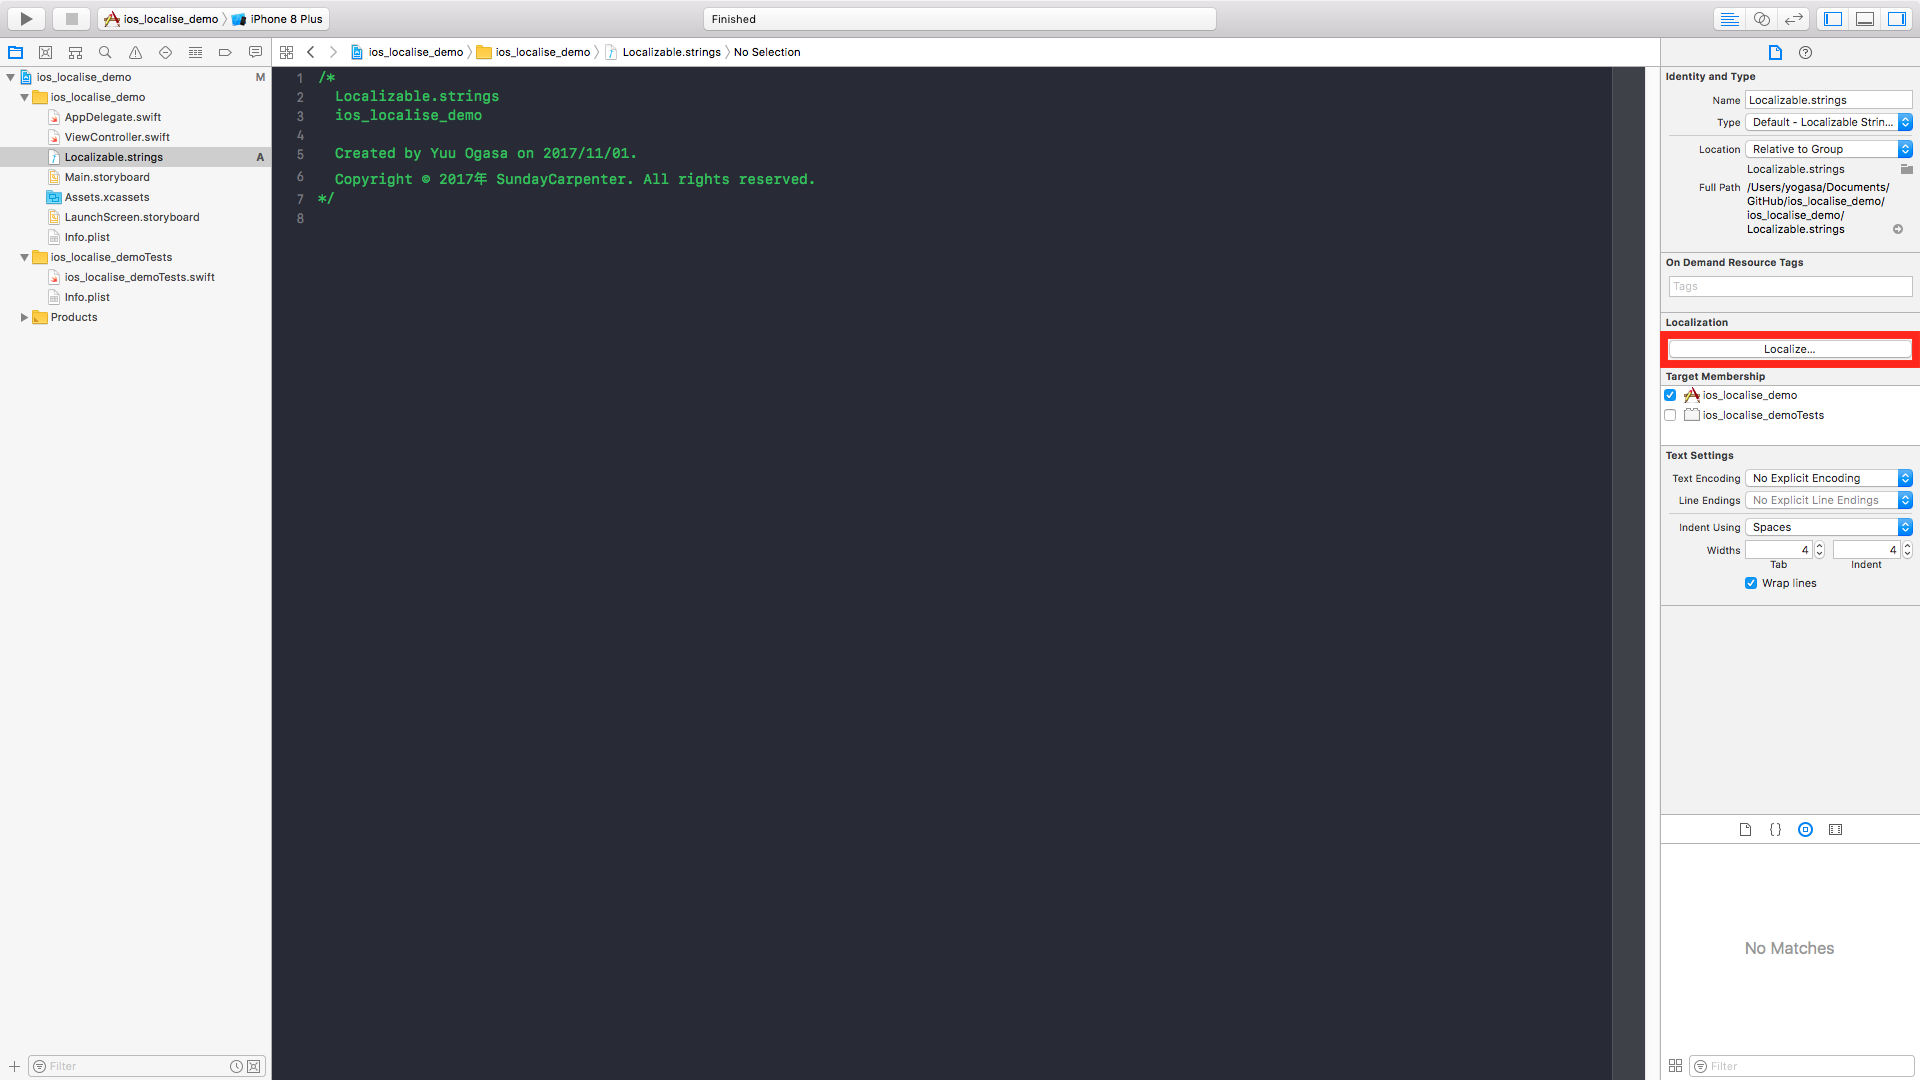 ios_localise_demo iPhone 8 Plus
Finished
ios_localise_demo M
ios_localise_demo
AppDelegate.swift
ViewController.swift
Localizable.strings A
Main.storyboard
Assets.xcassets
LaunchScreen.storyboard
Info.plist
ios_localise_demoTests
ios_localise_demoTests.swift
Info.plist
Products
Filter
ios_localise_demo ios_localise_demo Localizable.strings No Selection
1 /*
2 Localizable.strings
3 ios_localise_demo
4
5 Created by Yuu Ogasa on 2017/11/01.
6 Copyright © 2017年 SundayCarpenter. All rights reserved.
7 */
8
Identity and Type
Name Localizable.strings
Type Default - Localizable Strin...
Location Relative to Group
Localizable.strings
Full Path /Users/yogasa/Documents/
GitHub/ios_localise_demo/
ios_localise_demo/
Localizable.strings
On Demand Resource Tags
Tags
Localization
Localize...
Target Membership
ios_localise_demo
ios_localise_demoTests
Text Settings
Text Encoding No Explicit Encoding
Line Endings No Explicit Line Endings
Indent Using Spaces
Widths 4 4
Tab Indent
Wrap lines
No Matches
Filter